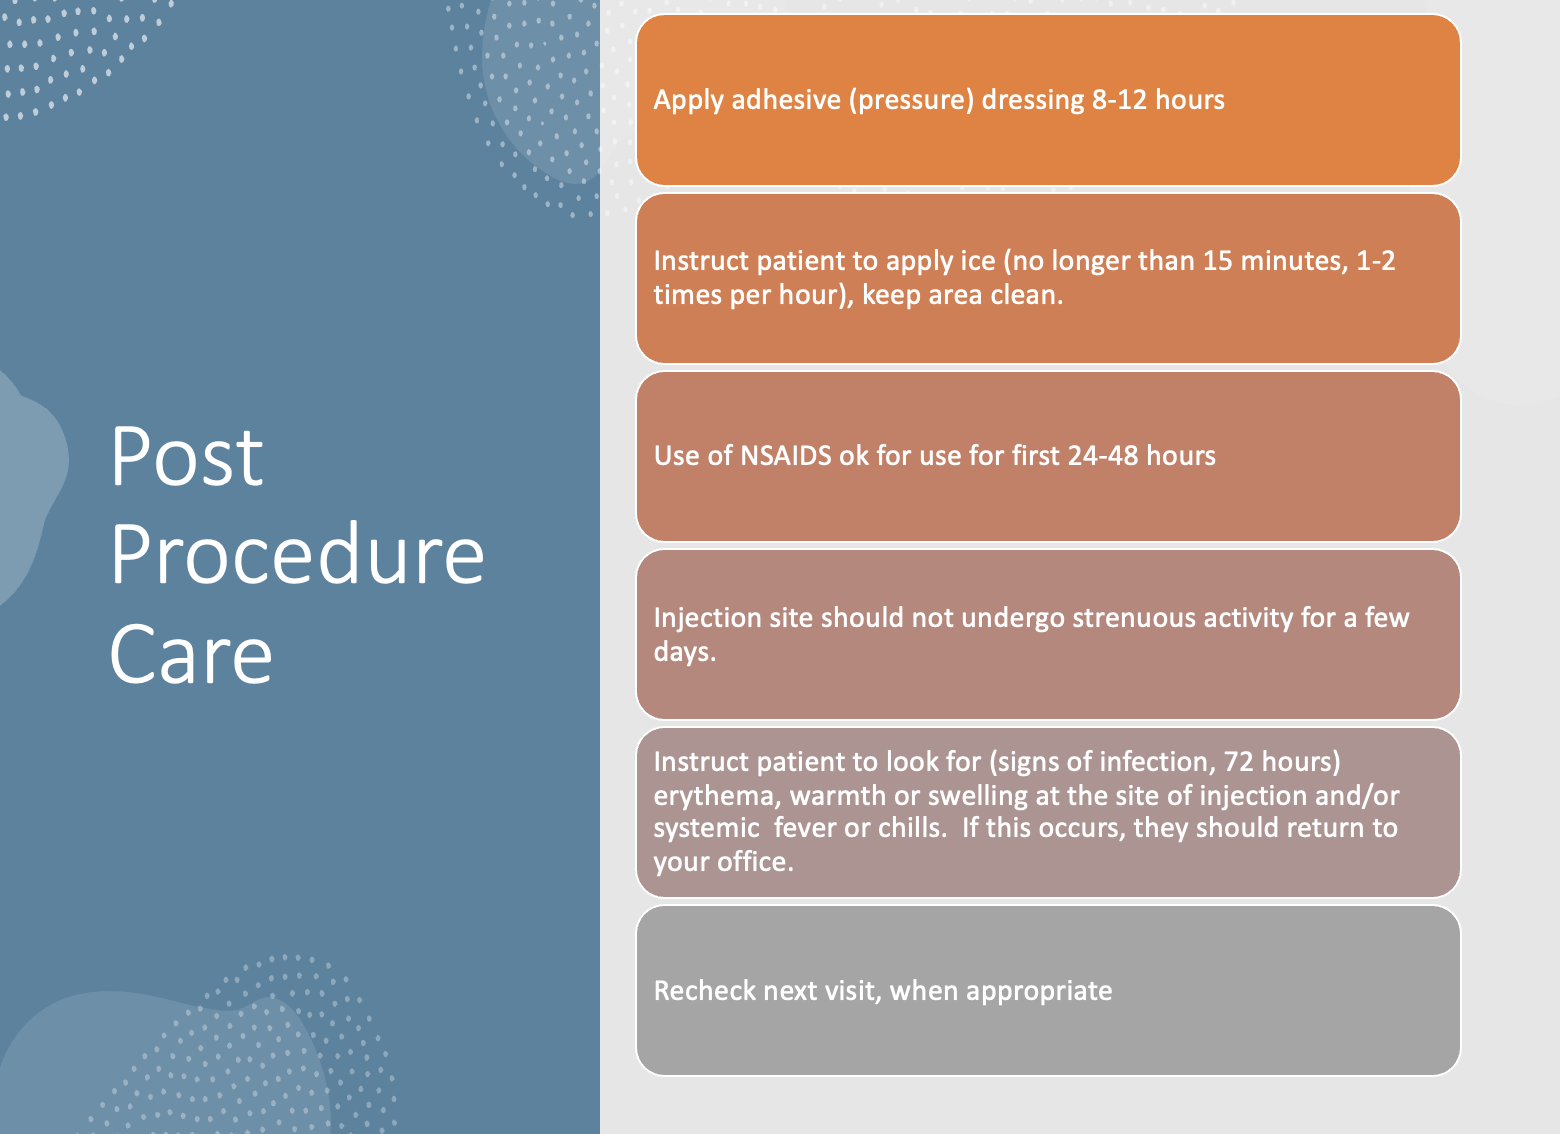 Post
Procedure
Care
Apply adhesive (pressure) dressing 8-12 hours
Instruct patient to apply ice (no longer than 15 minutes, 1-2
times per hour), keep area clean.
Use of NSAIDS ok for use for first 24-48 hours
Injection site should not undergo strenuous activity for a few
days.
Instruct patient to look for (signs of infection, 72 hours)
erythema, warmth or swelling at the site of injection and/or
systemic  fever or chills.  If this occurs, they should return to
your office.
Recheck next visit, when appropriate